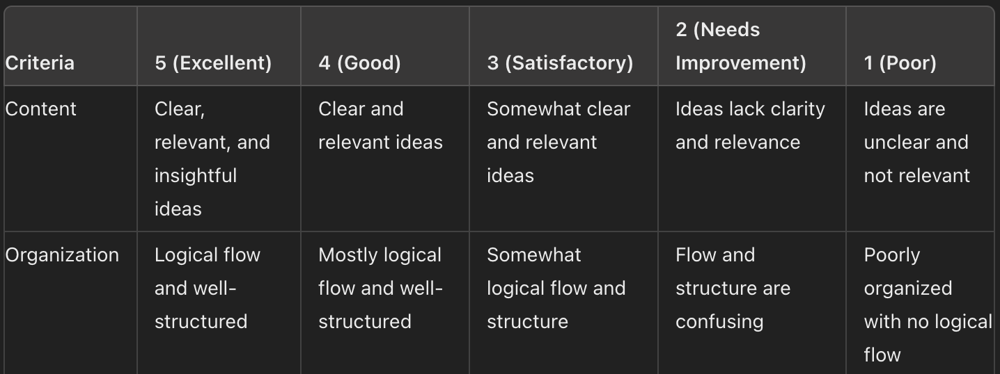 Criteria
5 (Excellent)
4 (Good)
3 (Satisfactory)
2 (Needs
Improvement)
1 (Poor)
Content
Clear,
relevant, and
insightful
ideas
Clear and
relevant ideas
Somewhat clear
and relevant
ideas
Ideas lack clarity
and relevance
Ideas are
unclear and
not relevant
Organization
Logical flow
and well-
structured
Mostly logical
flow and well-
structured
Somewhat
logical flow and
structure
Flow and
structure are
confusing
Poorly
organized
with no logical
flow